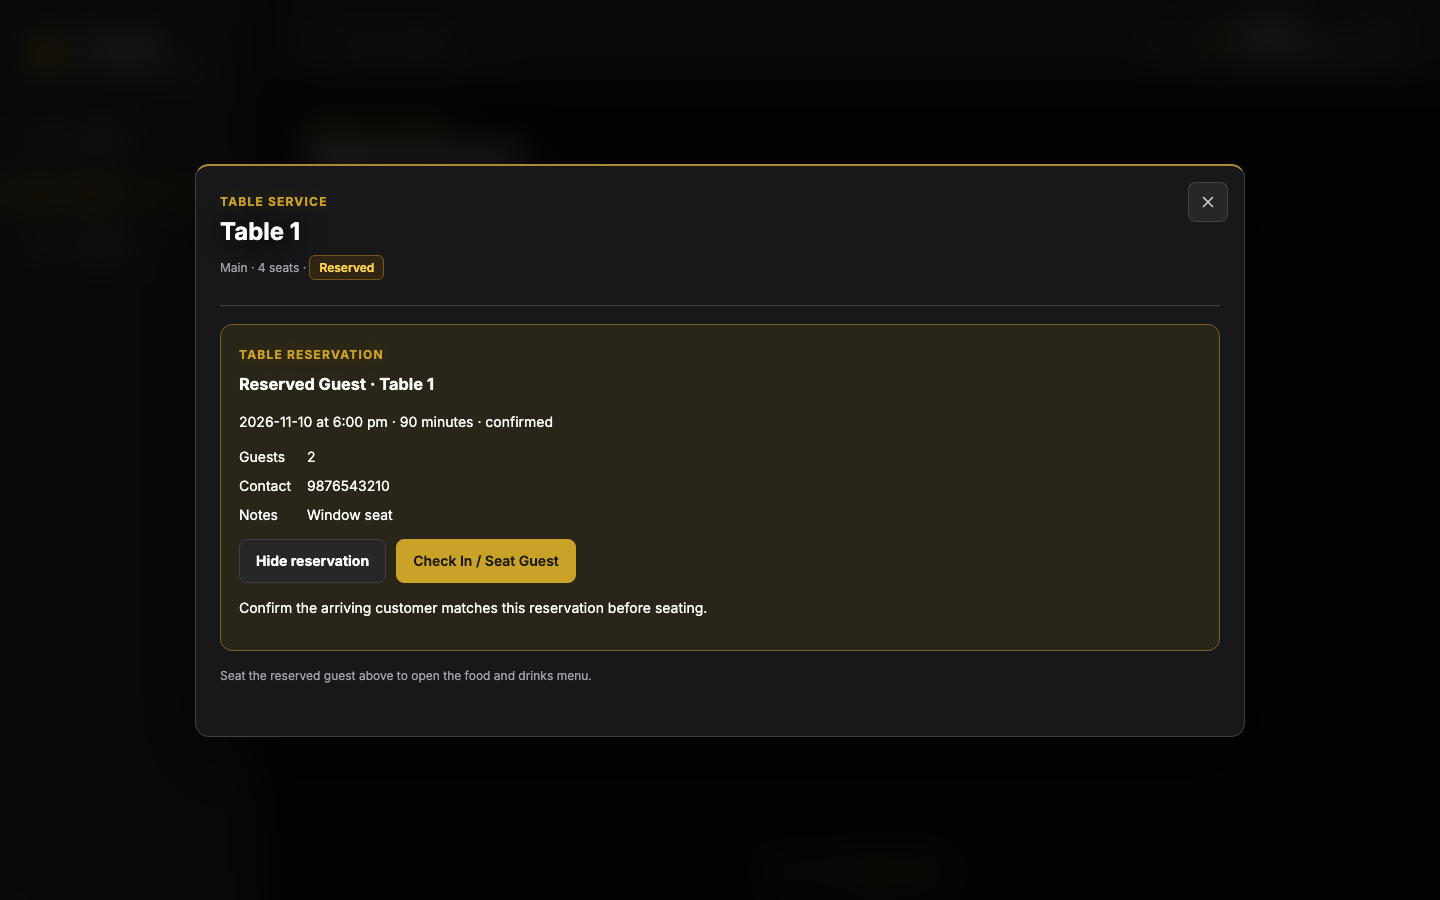 TABLE SERVICE
Table 1
Main · 4 seats · Reserved
TABLE RESERVATION
Reserved Guest · Table 1
2026-11-10 at 6:00 pm · 90 minutes · confirmed
Guests 2
Contact 9876543210
Notes Window seat
Hide reservation Check In / Seat Guest
Confirm the arriving customer matches this reservation before seating.
Seat the reserved guest above to open the food and drinks menu.